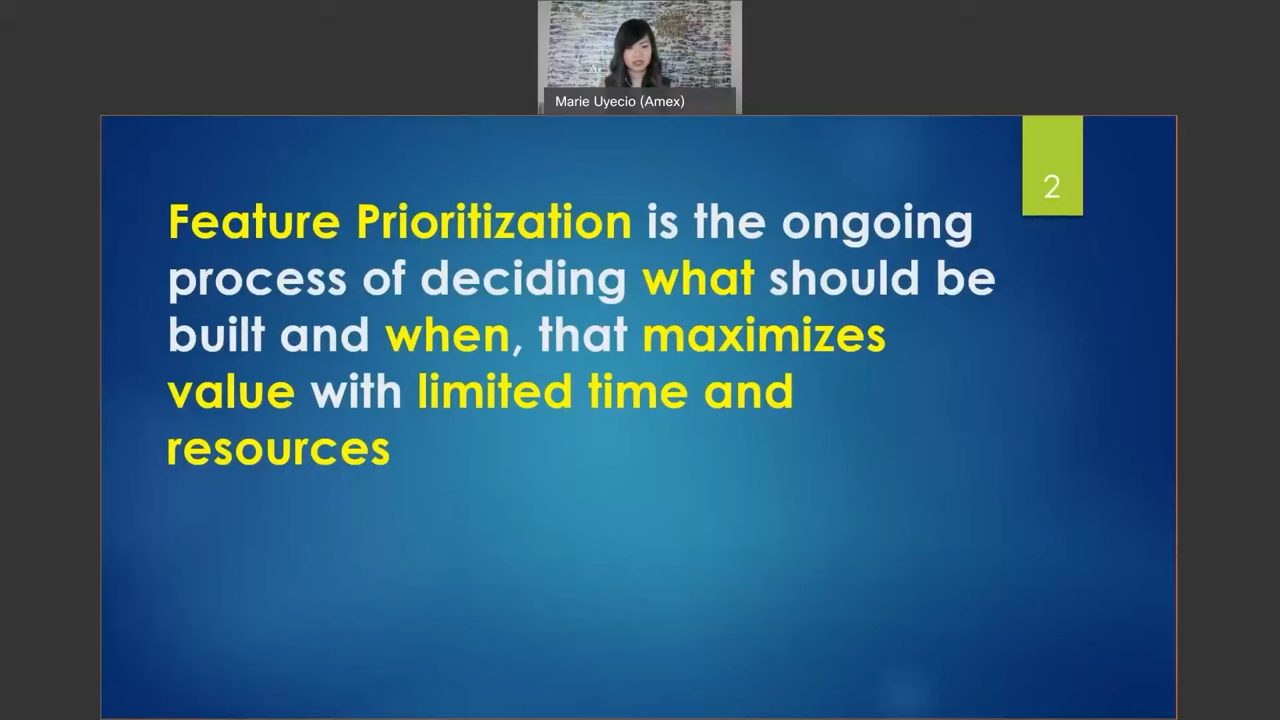 Marie Uyecio (Amex)
2
Feature Prioritization is the ongoing
process of deciding what should be
built and when, that maximizes
value with limited time and
resources